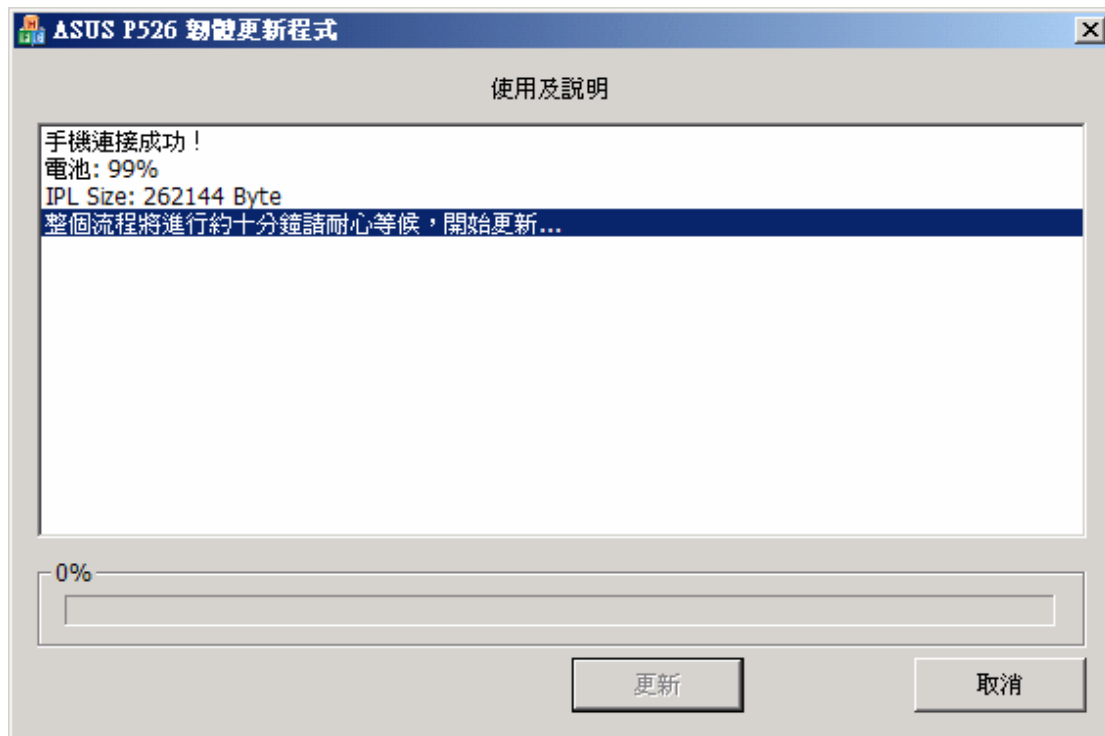 ASUS P526 韌體更新程式
使用及說明
手機連接成功！
電池: 99%
IPL Size: 262144 Byte
整個流程將進行約十分鐘請耐心等候，開始更新...
0%
更新
取消